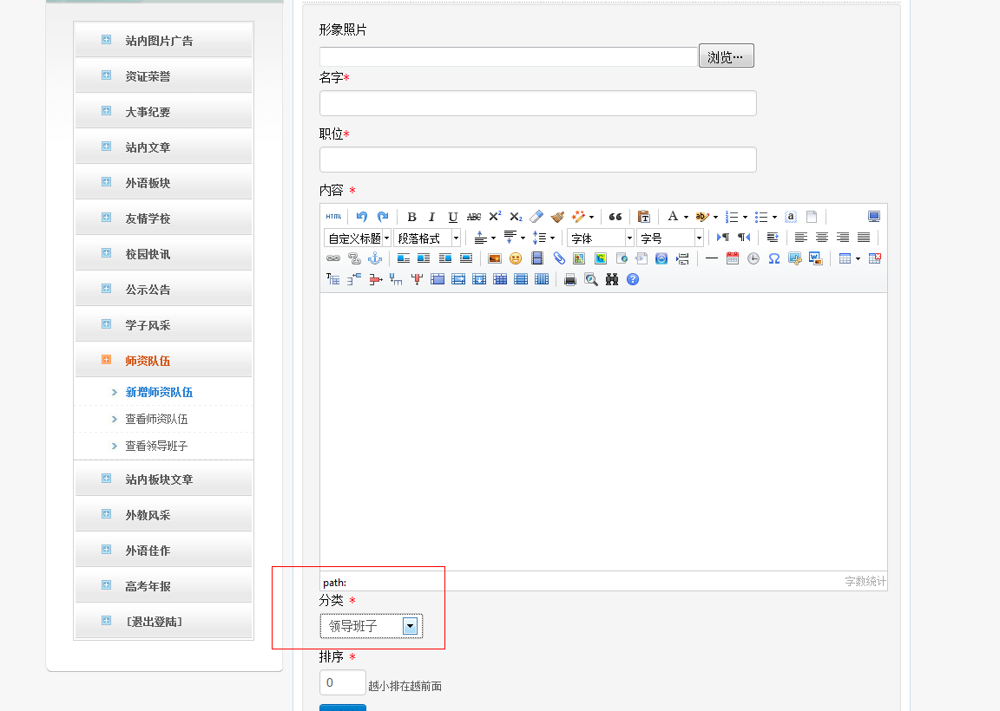 站内图片广告
资证荣誉
大事纪要
站内文章
外语板块
友情学校
校园快讯
公示公告
学子风采
师资队伍
新增师资队伍
查看师资队伍
查看领导班子
站内板块文章
外教风采
外语佳作
高考年报
[退出登陆]
形象照片
浏览…
名字*
职位*
内容 *
HTML B I U ABC X² X₂ A ab
自定义标题 段落格式 字体 字号
path: 字数统计
分类 *
领导班子
排序 *
0 越小排在越前面